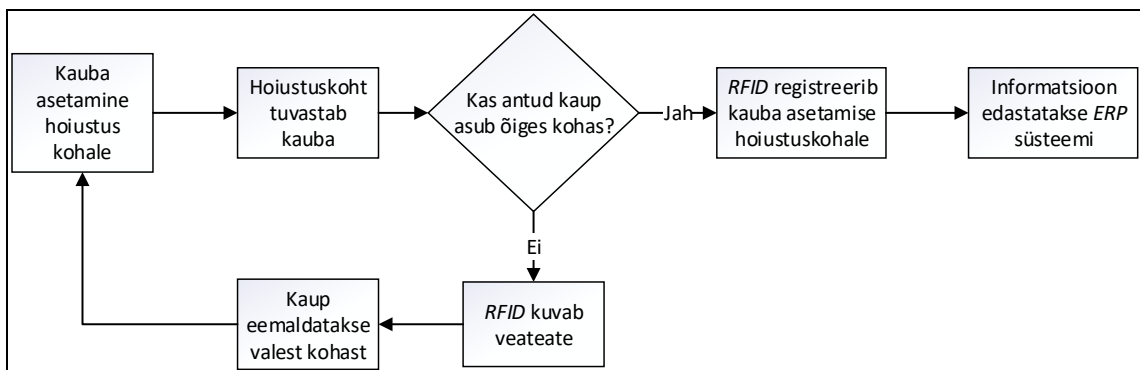 Kauba
asetamine
hoiustus
kohale
Hoiustuskoht
tuvastab
kauba
Kas antud kaup
asub õiges kohas?
Jah
RFID registreerib
kauba asetamise
hoiustuskohale
Informatsioon
edastatakse ERP
süsteemi
Ei
RFID kuvab
veateate
Kaup
eemaldatakse
valest kohast